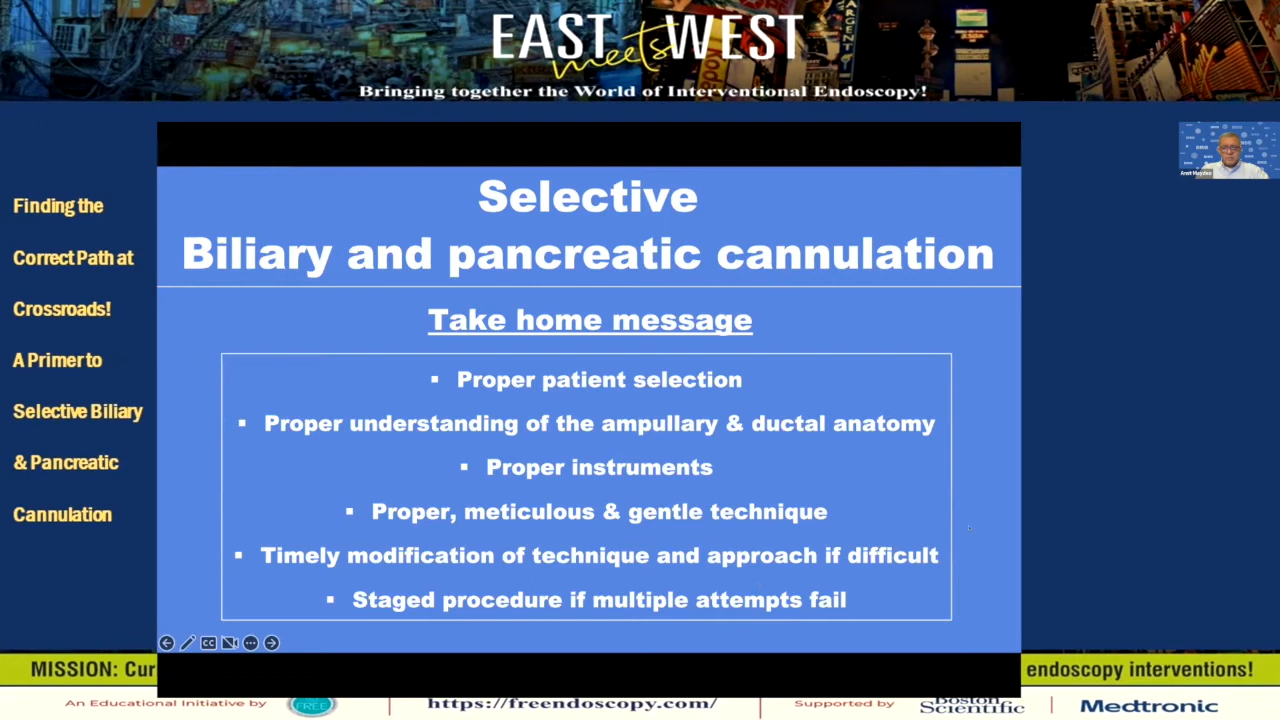 EAST meets WEST
Bringing together the World of Interventional Endoscopy!
Amit Maydeo
Finding the
Correct Path at
Crossroads!
A Primer to
Selective Biliary
& Pancreatic
Cannulation
Selective
Biliary and pancreatic cannulation
Take home message
▪ Proper patient selection
▪ Proper understanding of the ampullary & ductal anatomy
▪ Proper instruments
▪ Proper, meticulous & gentle technique
▪ Timely modification of technique and approach if difficult
▪ Staged procedure if multiple attempts fail
MISSION: Cur
endoscopy interventions!
An Educational Initiative by
FREE
https://freendoscopy.com/
Supported by
Boston
Scientific
Medtronic